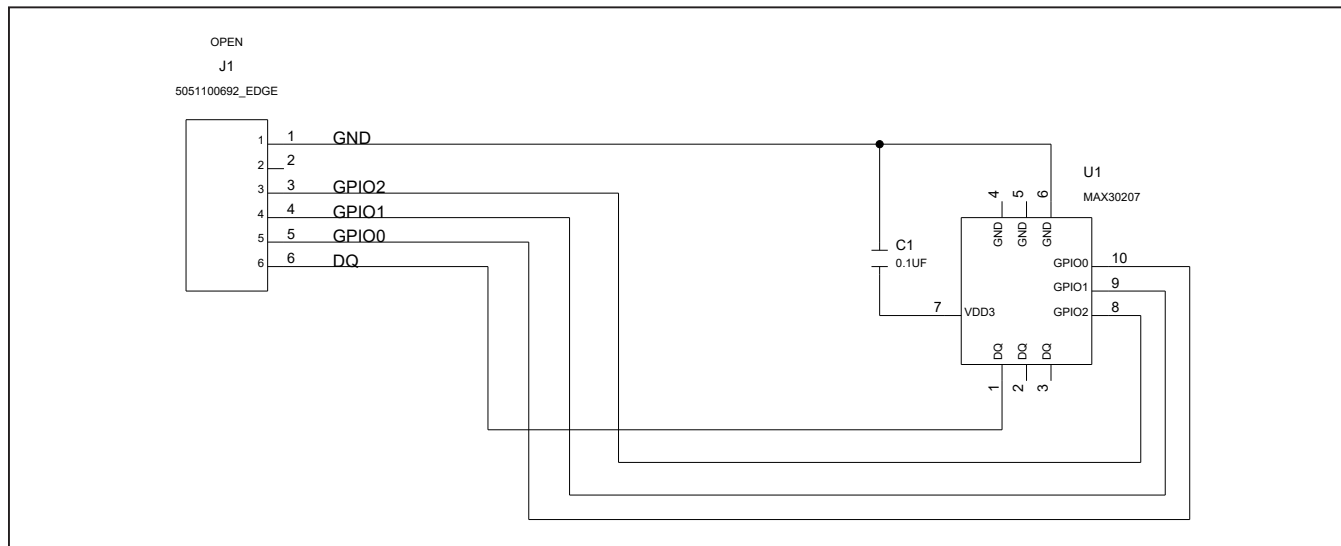 OPEN
J1
5051100692_EDGE
1 1 GND
2 2
3 3 GPIO2
4 4 GPIO1
5 5 GPIO0
6 6 DQ
U1
MAX30207
4 5 6
GND GND GND
C1
0.1UF
GPIO0 10
GPIO1 9
7 VDD3 GPIO2 8
DQ DQ DQ
1 2 3